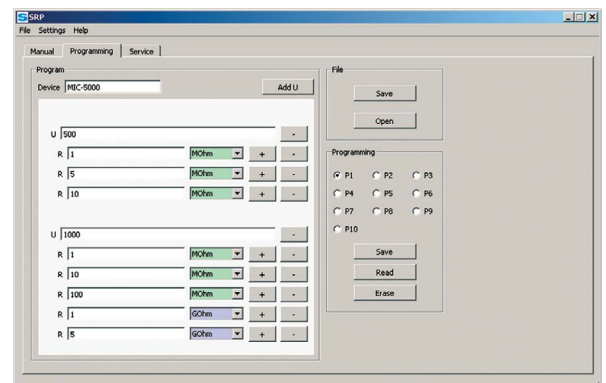 SRP
File Settings Help
Manual Programming Service
Program
Device MIC-5000 Add U
U 500 -
R 1 MOhm + -
R 5 MOhm + -
R 10 MOhm + -
U 1000 -
R 1 MOhm + -
R 10 MOhm + -
R 100 MOhm + -
R 1 GOhm + -
R 5 GOhm + -
File
Save
Open
Programming
P1 P2 P3
P4 P5 P6
P7 P8 P9
P10
Save
Read
Erase